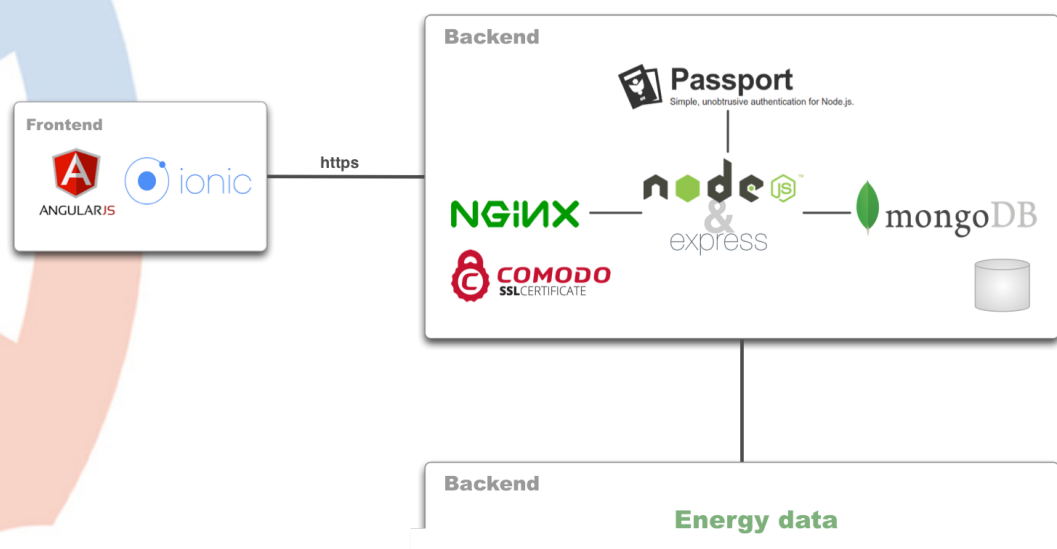 Backend
Passport
Simple, unobtrusive authentication for Node.js.
Frontend
https
ANGULARJS
ionic
NGiNX
node JS™
&
express
mongoDB
C COMODO
SSLCERTIFICATE
Backend
Energy data